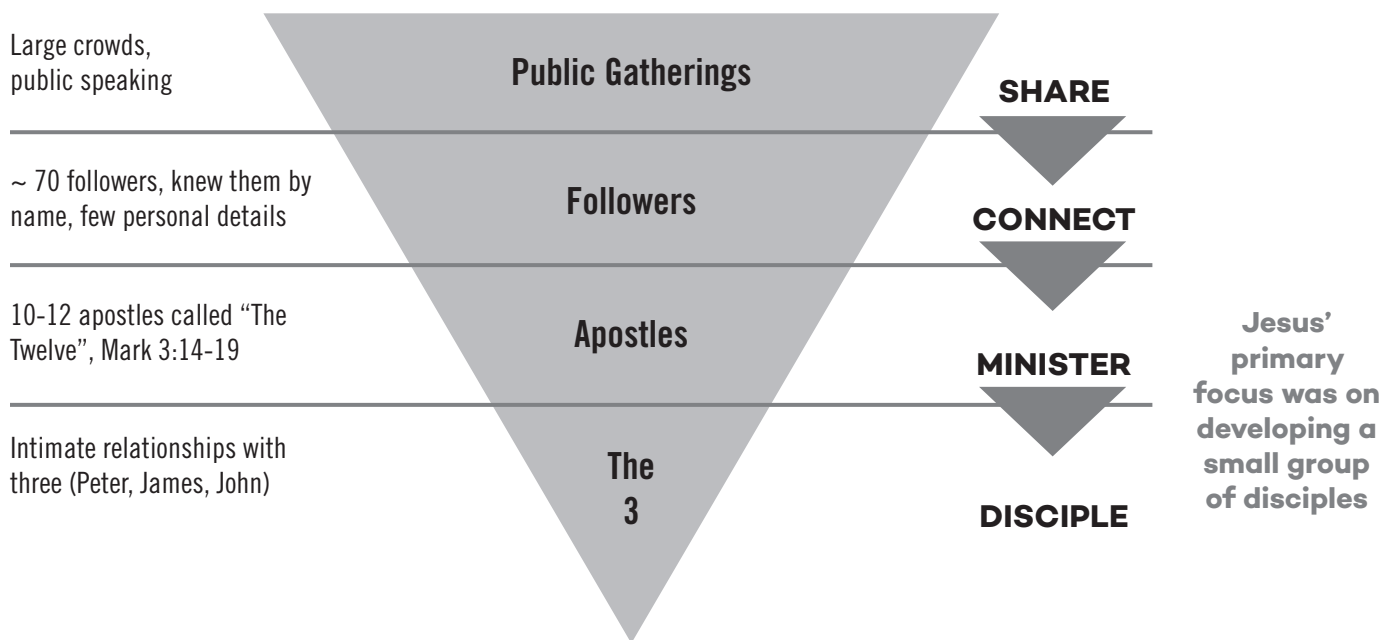 Large crowds,
public speaking
Public Gatherings
SHARE
~ 70 followers, knew them by
name, few personal details
Followers
CONNECT
10-12 apostles called “The
Twelve”, Mark 3:14-19
Apostles
MINISTER
Intimate relationships with
three (Peter, James, John)
The
3
DISCIPLE
Jesus’
primary
focus was on
developing a
small group
of disciples